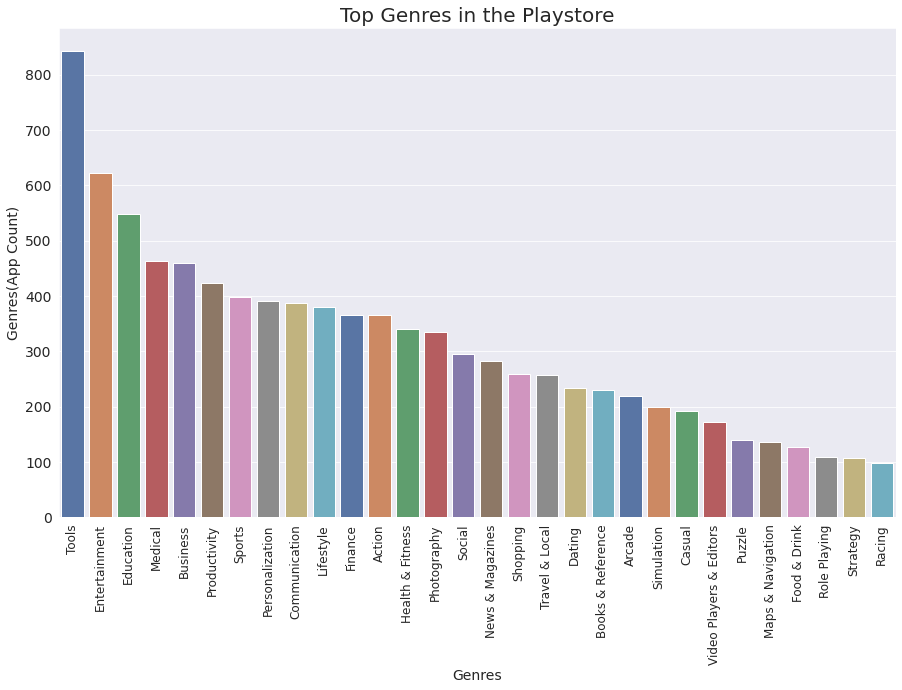 Top Genres in the Playstore
Genres(App Count)
800
700
600
500
400
300
200
100
0
Tools
Entertainment
Education
Medical
Business
Productivity
Sports
Personalization
Communication
Lifestyle
Finance
Action
Health & Fitness
Photography
Social
News & Magazines
Shopping
Travel & Local
Dating
Books & Reference
Arcade
Simulation
Casual
Video Players & Editors
Puzzle
Maps & Navigation
Food & Drink
Role Playing
Strategy
Racing
Genres